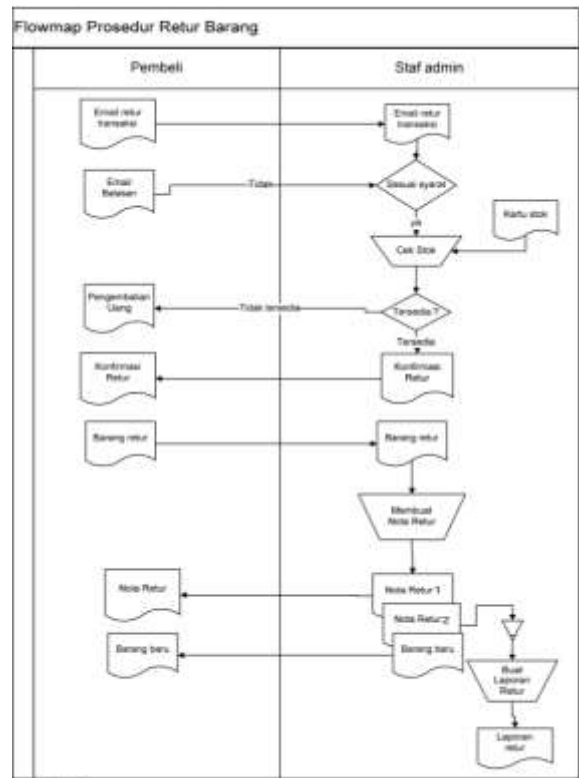 Flowmap Prosedur Retur Barang
Pembeli
Staf admin
Email retur
transaksi
Email retur
transaksi
Email
Balasan
Tidak
Sesuai syarat
ya
Kartu stok
Cek Stok
Pengembalian
Uang
Tidak tersedia
Tersedia ?
Tersedia
Konfirmasi
Retur
Konfirmasi
Retur
Barang retur
Barang retur
Membuat
Nota Retur
Nota Retur
Nota Retur 1
Nota Retur 2
Barang baru
Barang baru
Buat
Laporan
Retur
Laporan
retur